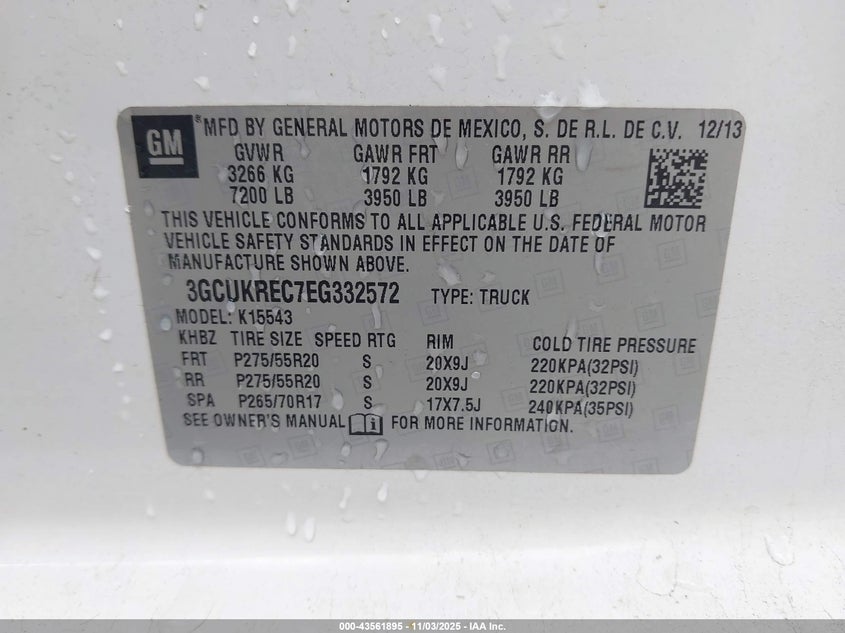 GM ® MFD BY GENERAL MOTORS DE MEXICO, S. DE R.L. DE C.V. 12/13
GVWR GAWR FRT GAWR RR
3266 KG 1792 KG 1792 KG
7200 LB 3950 LB 3950 LB
THIS VEHICLE CONFORMS TO ALL APPLICABLE U.S. FEDERAL MOTOR
VEHICLE SAFETY STANDARDS IN EFFECT ON THE DATE OF
MANUFACTURE SHOWN ABOVE.
3GCUKREC7EG332572 TYPE: TRUCK
MODEL: K15543
KHBZ TIRE SIZE SPEED RTG RIM COLD TIRE PRESSURE
FRT P275/55R20 S 20X9J 220KPA(32PSI)
RR P275/55R20 S 20X9J 220KPA(32PSI)
SPA P265/70R17 S 17X7.5J 240KPA(35PSI)
SEE OWNER'S MANUAL FOR MORE INFORMATION.
000-43561895 - 11/03/2025 - IAA Inc.